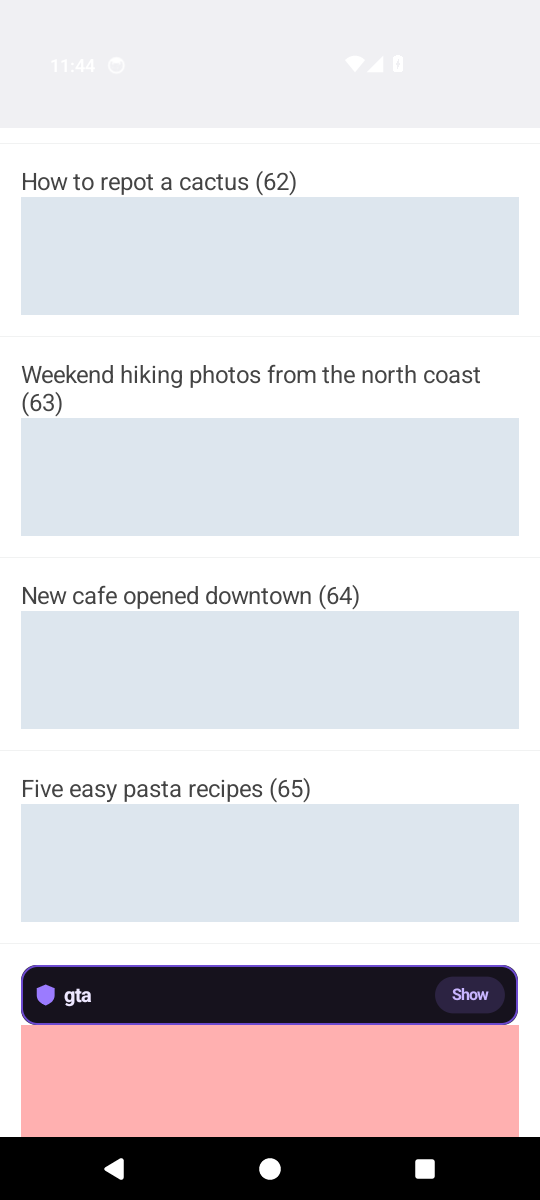 11:44
How to repot a cactus (62)
Weekend hiking photos from the north coast
(63)
New cafe opened downtown (64)
Five easy pasta recipes (65)
gta
Show